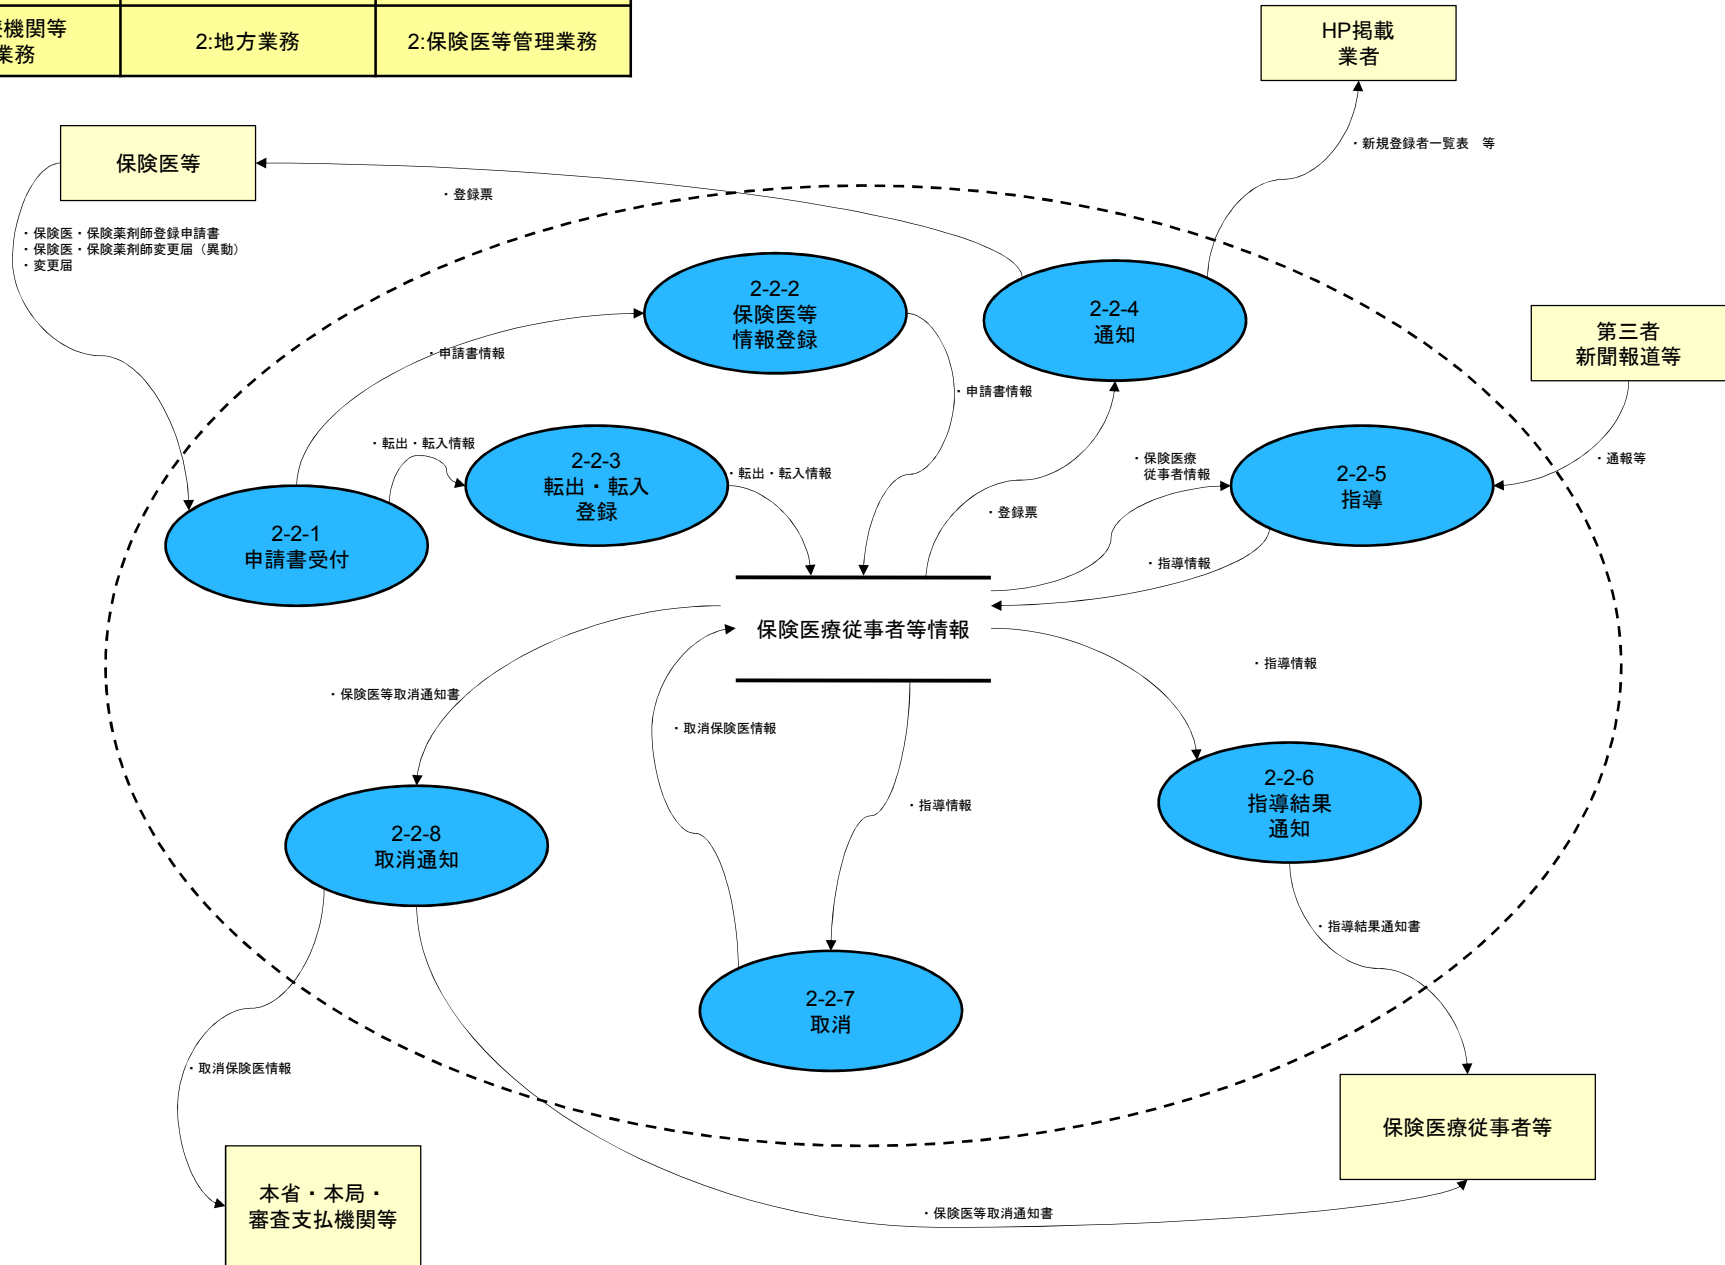 機関等
業務
2:地方業務
2:保険医等管理業務
HP掲載
業者
保険医等
・新規登録者一覧表 等
・登録票
・保険医・保険薬剤師登録申請書
・保険医・保険薬剤師変更届（異動）
・変更届
2-2-2
保険医等
情報登録
2-2-4
通知
第三者
新聞報道等
・申請書情報
・申請書情報
・転出・転入情報
2-2-3
転出・転入
登録
・転出・転入情報
・保険医療
従事者情報
2-2-5
指導
・通報等
・登録票
2-2-1
申請書受付
・指導情報
保険医療従事者等情報
・指導情報
・保険医等取消通知書
・取消保険医情報
2-2-6
指導結果
通知
・指導情報
2-2-8
取消通知
・指導結果通知書
2-2-7
取消
・取消保険医情報
保険医療従事者等
本省・本局・
審査支払機関等
・保険医等取消通知書